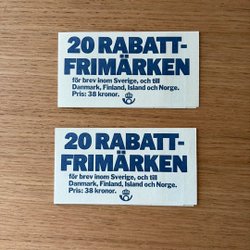 20 RABATT-
FRIMÄRKEN
för brev inom Sverige, och till
Danmark, Finland, Island och Norge.
Pris: 38 kronor.
20 RABATT-
FRIMÄRKEN
för brev inom Sverige, och till
Danmark, Finland, Island och Norge.
Pris: 38 kronor.